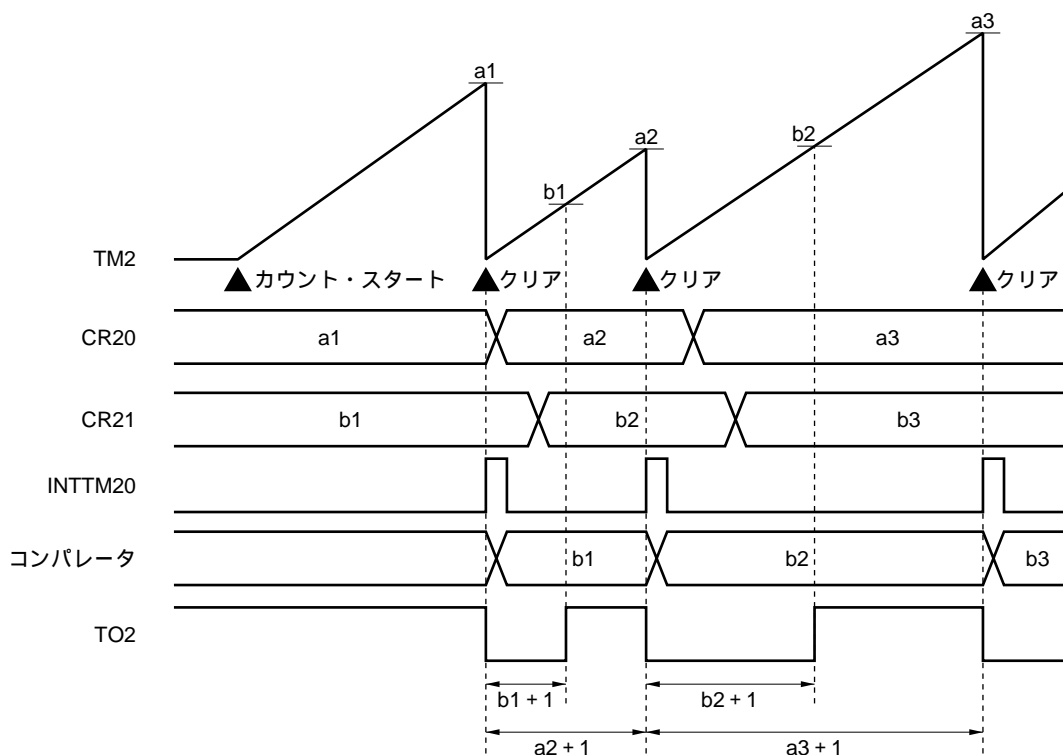 a3
a1
a2
b2
b1
TM2
カウント・スタート クリア クリア クリア
CR20 a1 a2 a3
CR21 b1 b2 b3
INTTM20
コンパレータ b1 b2 b3
TO2
b1 + 1 b2 + 1
a2 + 1 a3 + 1